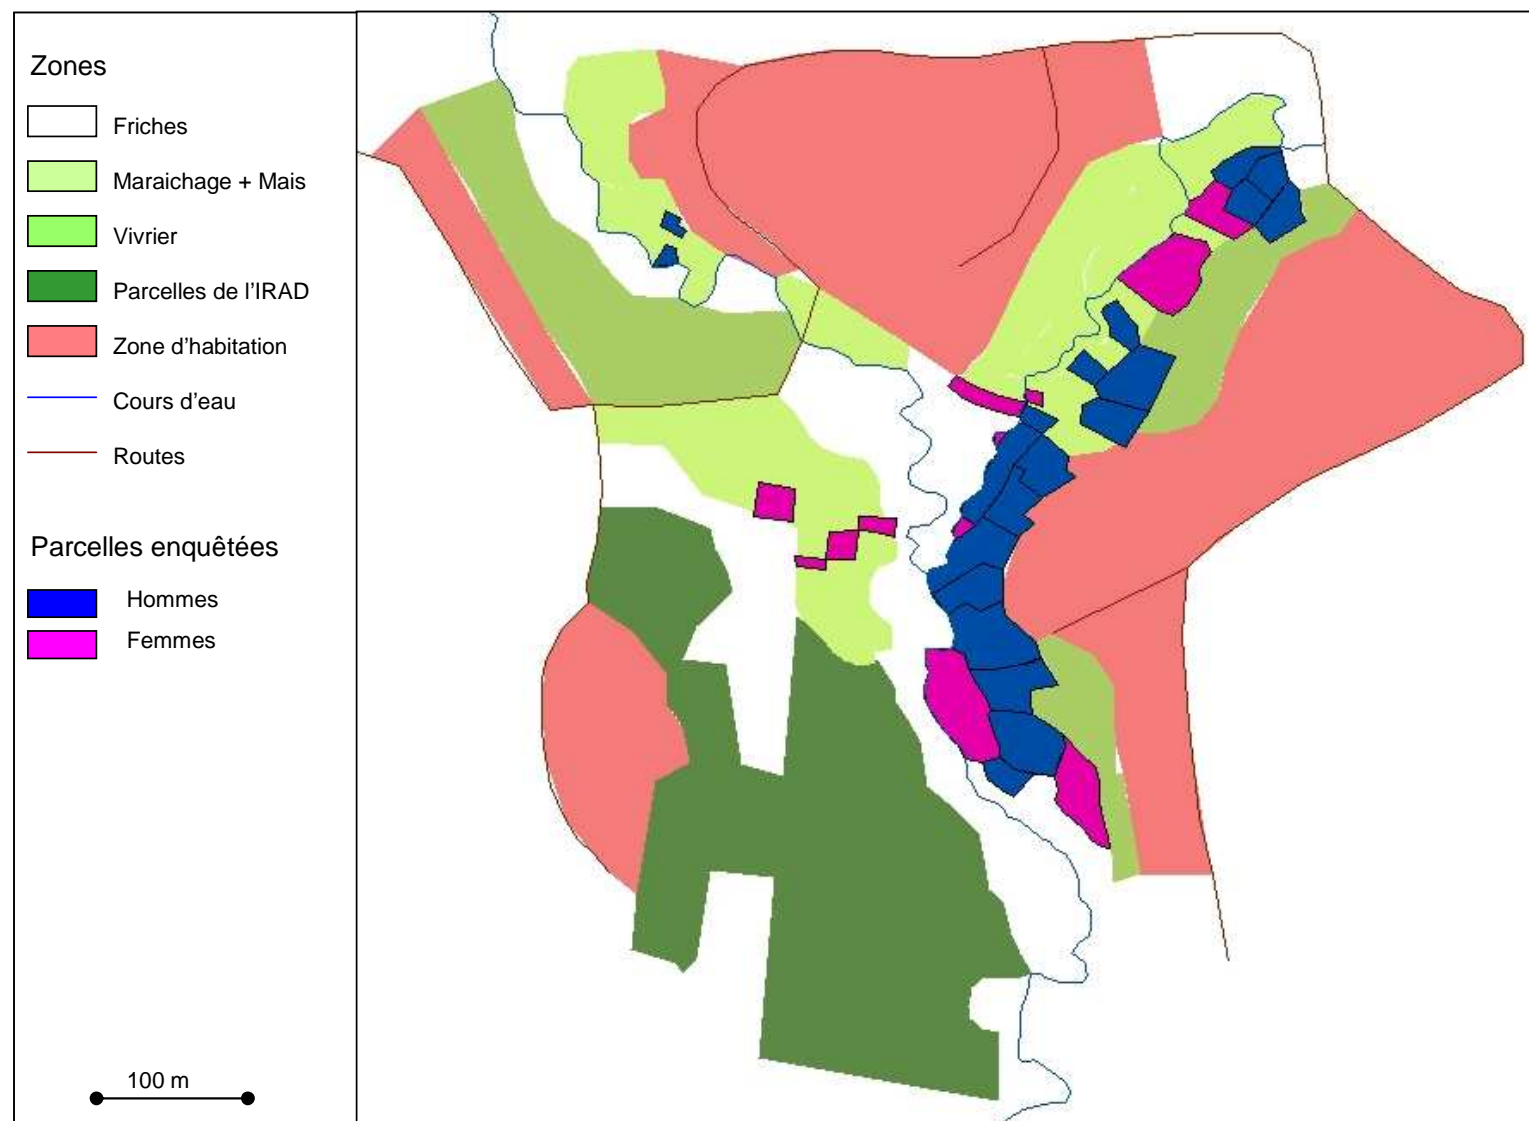 Zones
Friches
Maraichage + Mais
Vivrier
Parcelles de l'IRAD
Zone d'habitation
Cours d'eau
Routes
Parcelles enquêtées
Hommes
Femmes
100 m